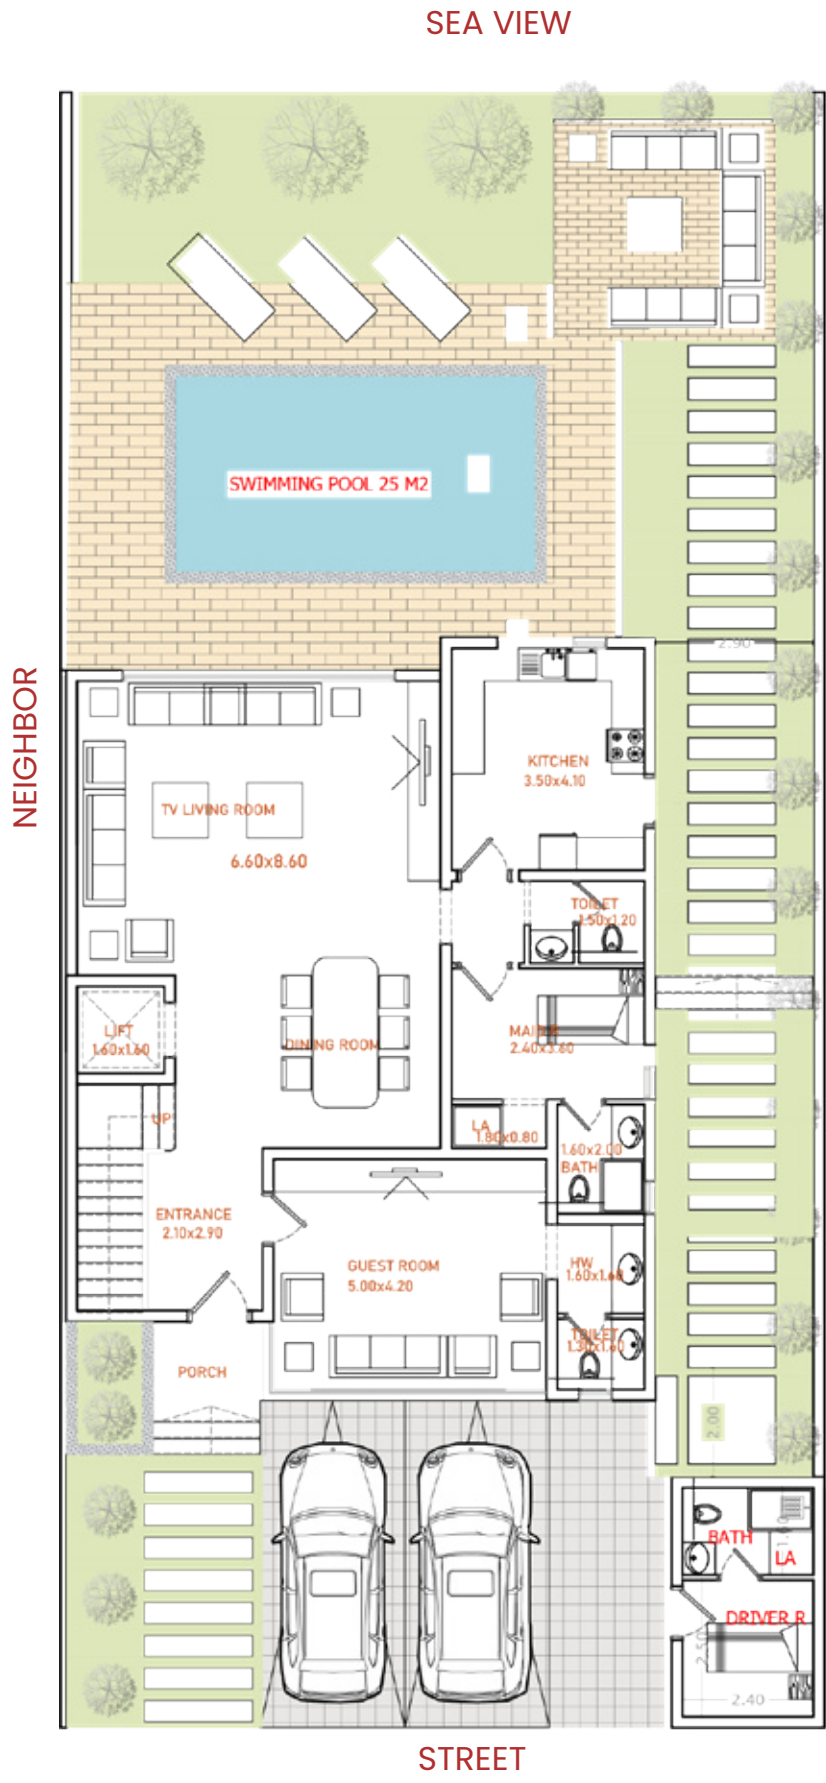 SEA VIEW
SWIMMING POOL 25 M2
NEIGHBOR
2.90
KITCHEN
3.50x4.10
TV LIVING ROOM
6.60x8.60
TOILET
1.50x1.20
LIFT
1.60x1.60
DINING ROOM
2.40x3.60
UP
LA
1.80x0.80
1.60x2.00
BATH
ENTRANCE
2.10x2.90
GUEST ROOM
5.00x4.20
HW
1.60x1.60
TOILET
1.30x1.60
PORCH
2.00
BATH
LA
DRIVER R
2.40
STREET